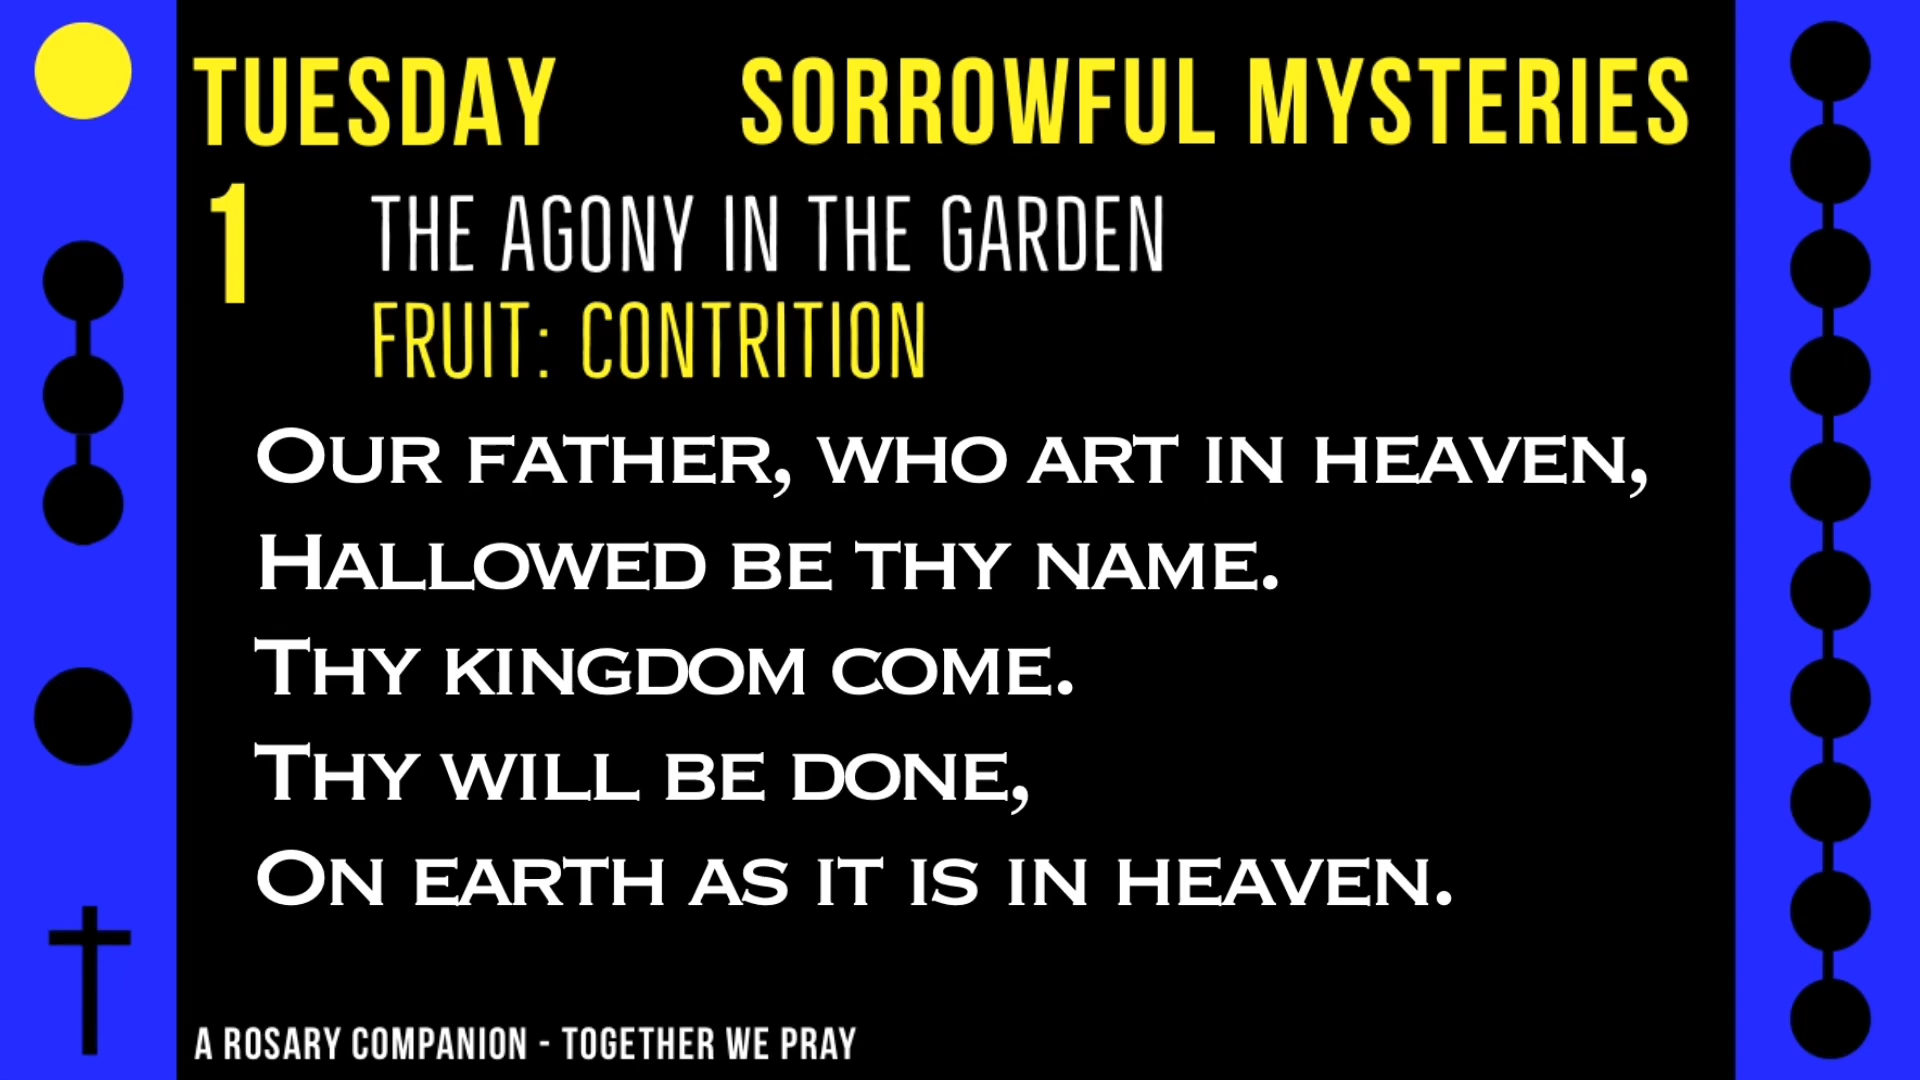 TUESDAY SORROWFUL MYSTERIES
1 THE AGONY IN THE GARDEN
FRUIT: CONTRITION
OUR FATHER, WHO ART IN HEAVEN,
HALLOWED BE THY NAME.
THY KINGDOM COME.
THY WILL BE DONE,
ON EARTH AS IT IS IN HEAVEN.
A ROSARY COMPANION - TOGETHER WE PRAY